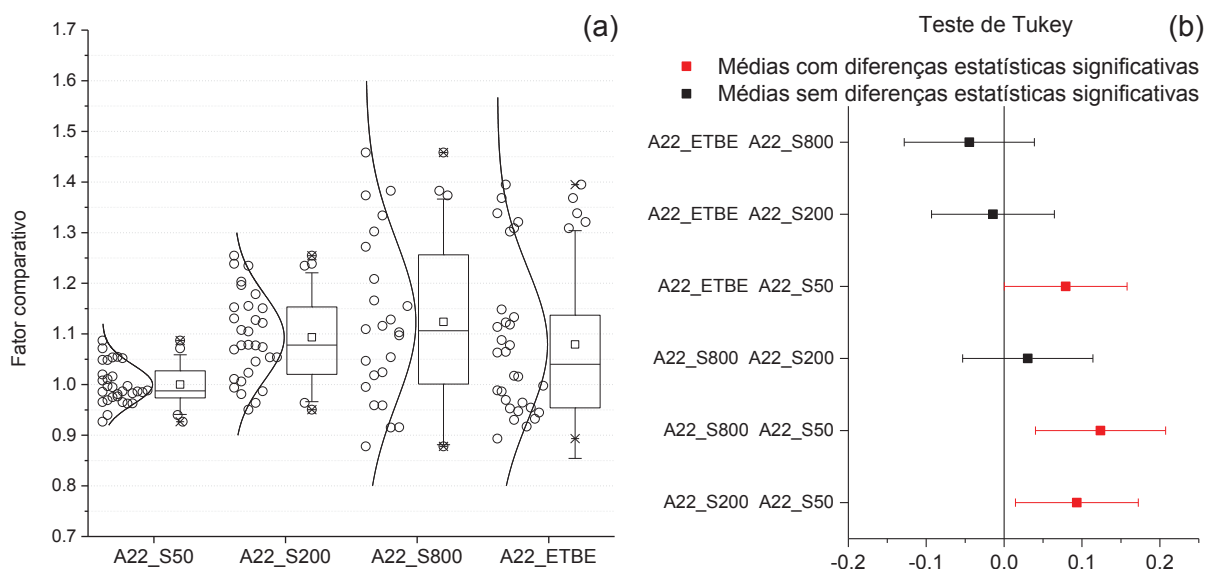 (a)
Fator comparativo
1.7
1.6
1.5
1.4
1.3
1.2
1.1
1.0
0.9
0.8
0.7
A22_S50 A22_S200 A22_S800 A22_ETBE
Teste de Tukey (b)
Médias com diferenças estatísticas significativas
Médias sem diferenças estatísticas significativas
A22_ETBE A22_S800
A22_ETBE A22_S200
A22_ETBE A22_S50
A22_S800 A22_S200
A22_S800 A22_S50
A22_S200 A22_S50
-0.2 -0.1 0.0 0.1 0.2